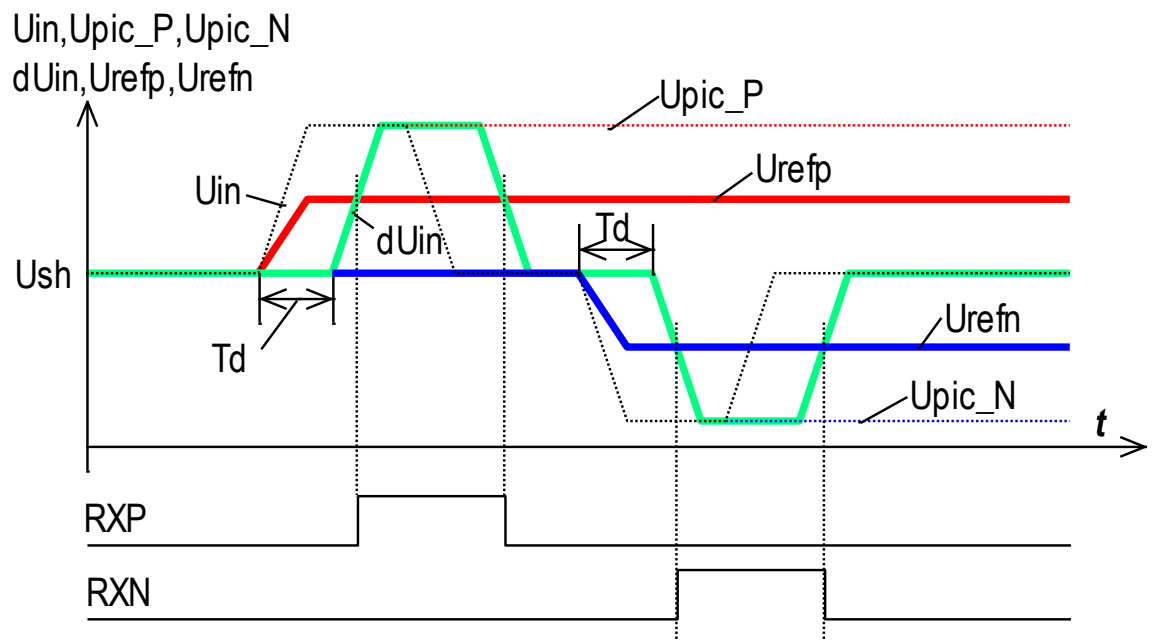 Uin,Upic_P,Upic_N
dUin,Urefp,Urefn
Upic_P
Urefp
Uin
Td
dUin
Ush
Urefn
Td
Upic_N
t
RXP
RXN